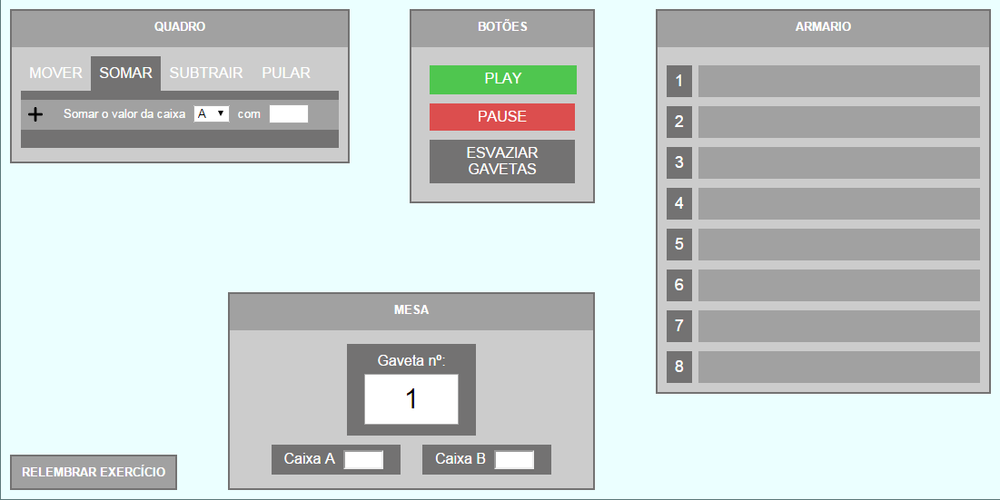 QUADRO
MOVER SOMAR SUBTRAIR PULAR
+ Somar o valor da caixa A com
BOTÕES
PLAY
PAUSE
ESVAZIAR
GAVETAS
ARMARIO
1
2
3
4
5
6
7
8
MESA
Gaveta nº:
1
Caixa A
Caixa B
RELEMBRAR EXERCÍCIO